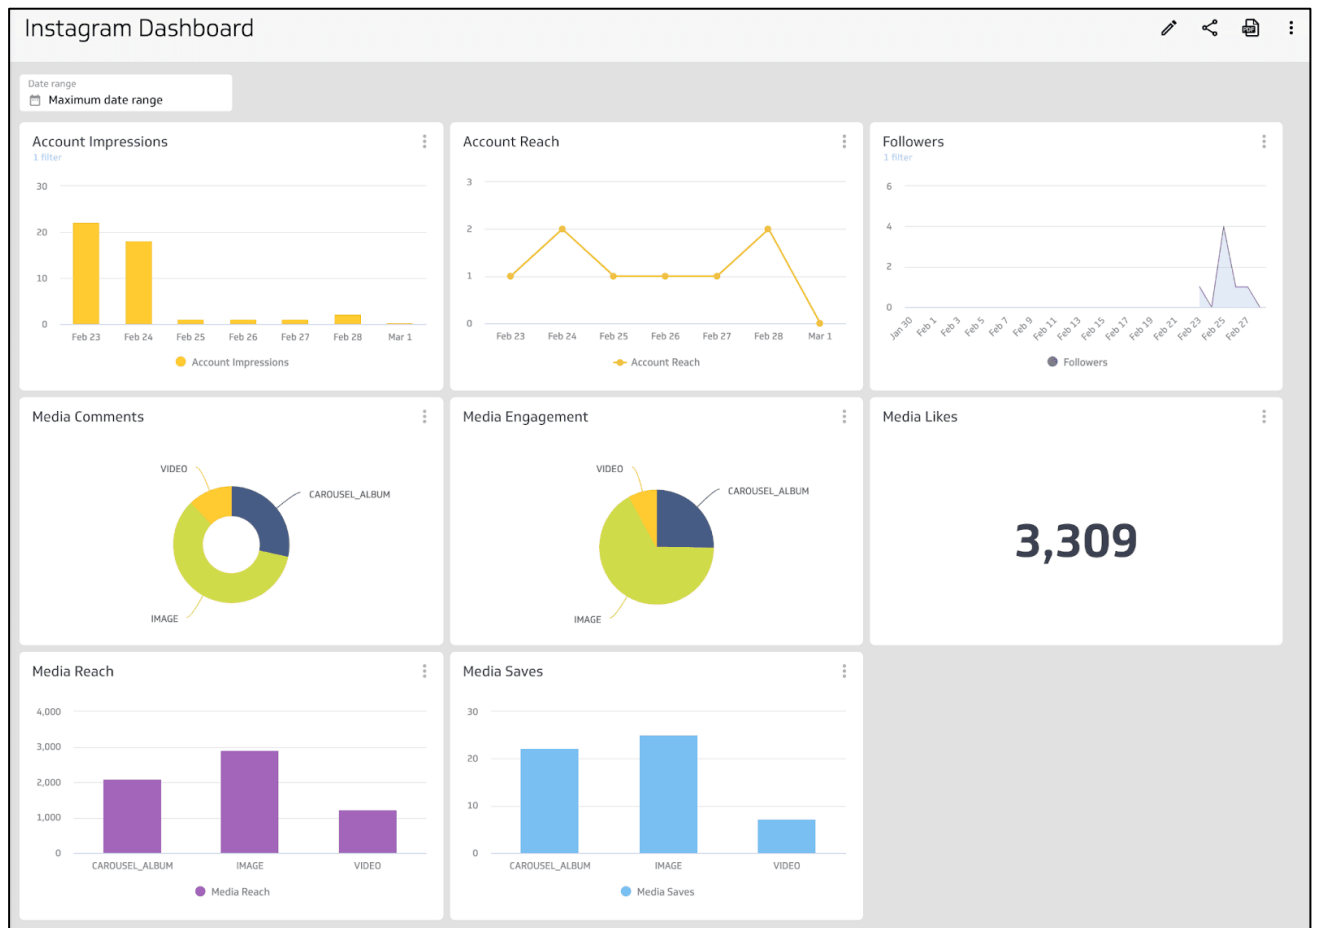 Instagram Dashboard
PDF
Date range
Maximum date range
Account Impressions
1 filter
30
20
10
0
Feb 23 Feb 24 Feb 25 Feb 26 Feb 27 Feb 28 Mar 1
Account Impressions
Account Reach
3
2
1
0
Feb 23 Feb 24 Feb 25 Feb 26 Feb 27 Feb 28 Mar 1
Account Reach
Followers
1 filter
6
4
2
0
Jan 30 Feb 1 Feb 3 Feb 5 Feb 7 Feb 9 Feb 11 Feb 13 Feb 15 Feb 17 Feb 19 Feb 21 Feb 23 Feb 25 Feb 27
Followers
Media Comments
VIDEO
CAROUSEL_ALBUM
IMAGE
Media Engagement
VIDEO
CAROUSEL_ALBUM
IMAGE
Media Likes
3,309
Media Reach
4,000
3,000
2,000
1,000
0
CAROUSEL_ALBUM IMAGE VIDEO
Media Reach
Media Saves
30
20
10
0
CAROUSEL_ALBUM IMAGE VIDEO
Media Saves